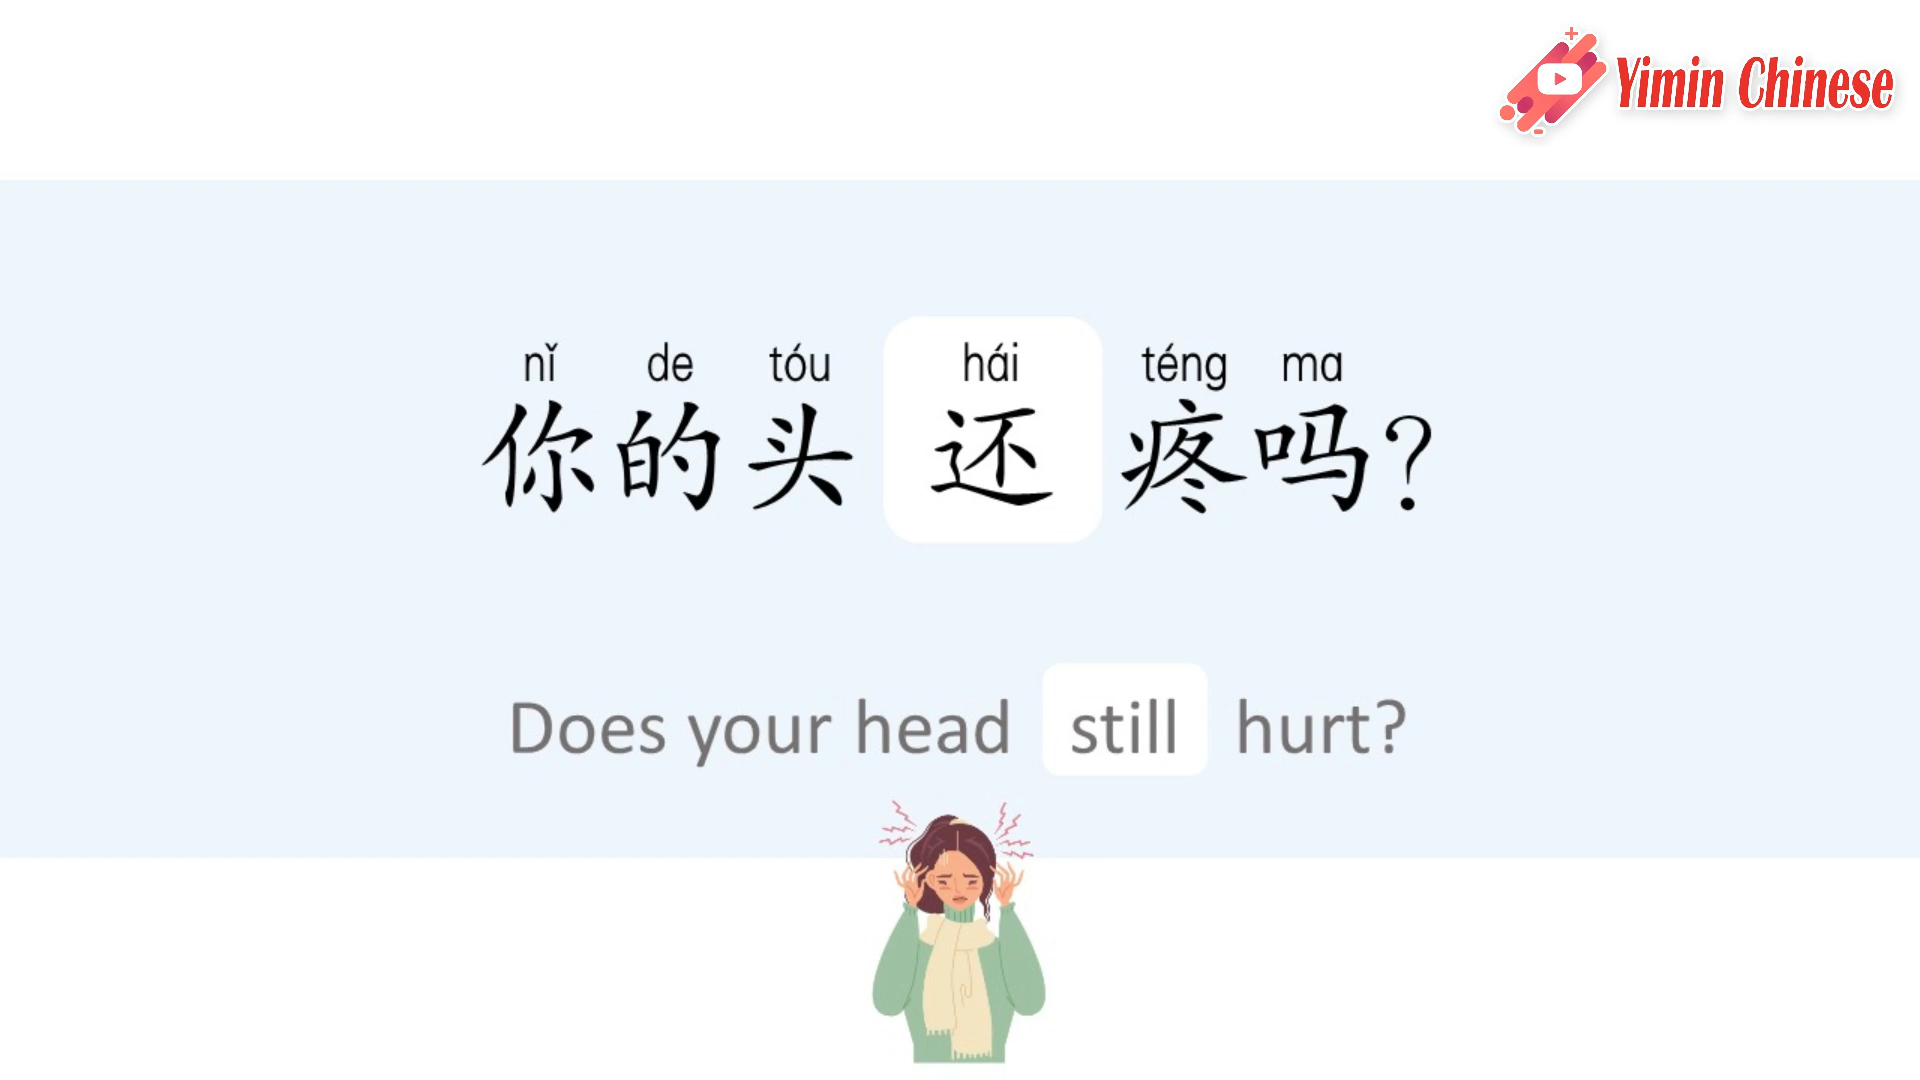 Yimin Chinese
nǐ de tóu hái téng ma
你的头还疼吗?
Does your head still hurt?